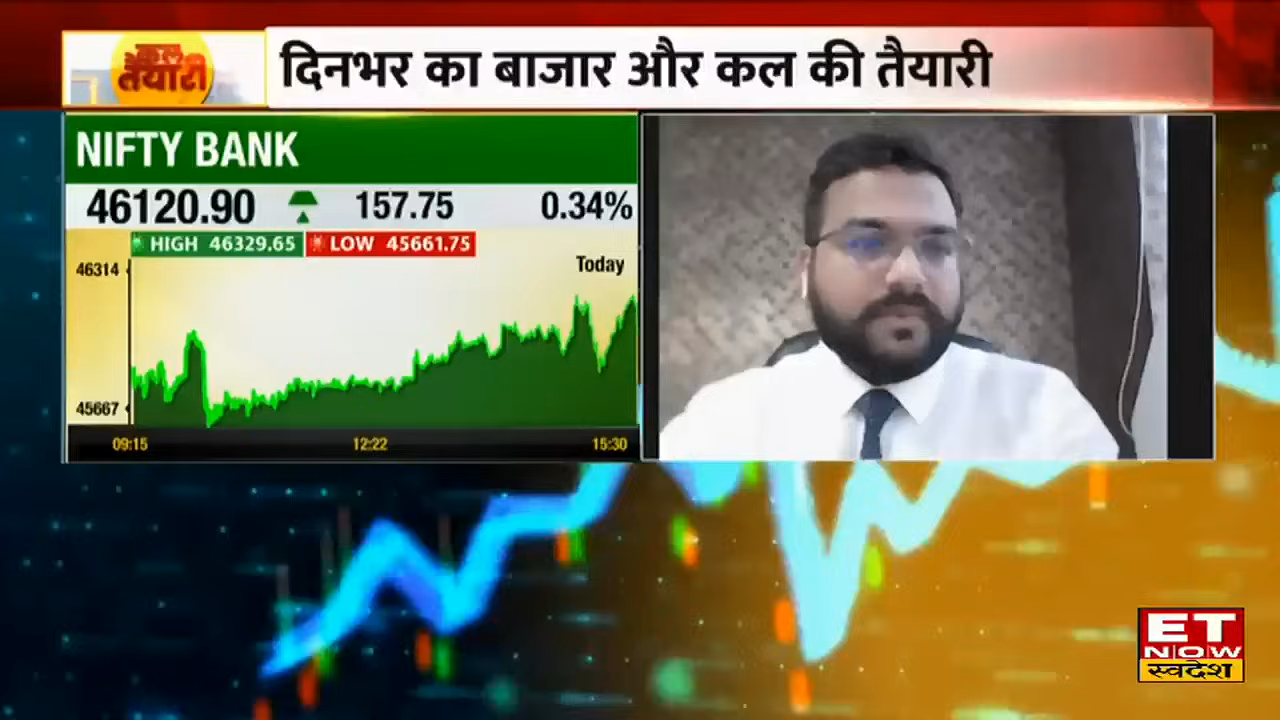 कल की तैयारी
दिनभर का बाजार और कल की तैयारी
NIFTY BANK
46120.90 157.75 0.34%
HIGH 46329.65 LOW 45661.75
46314
Today
45667
09:15 12:22 15:30
ET
NOW
स्वदेश